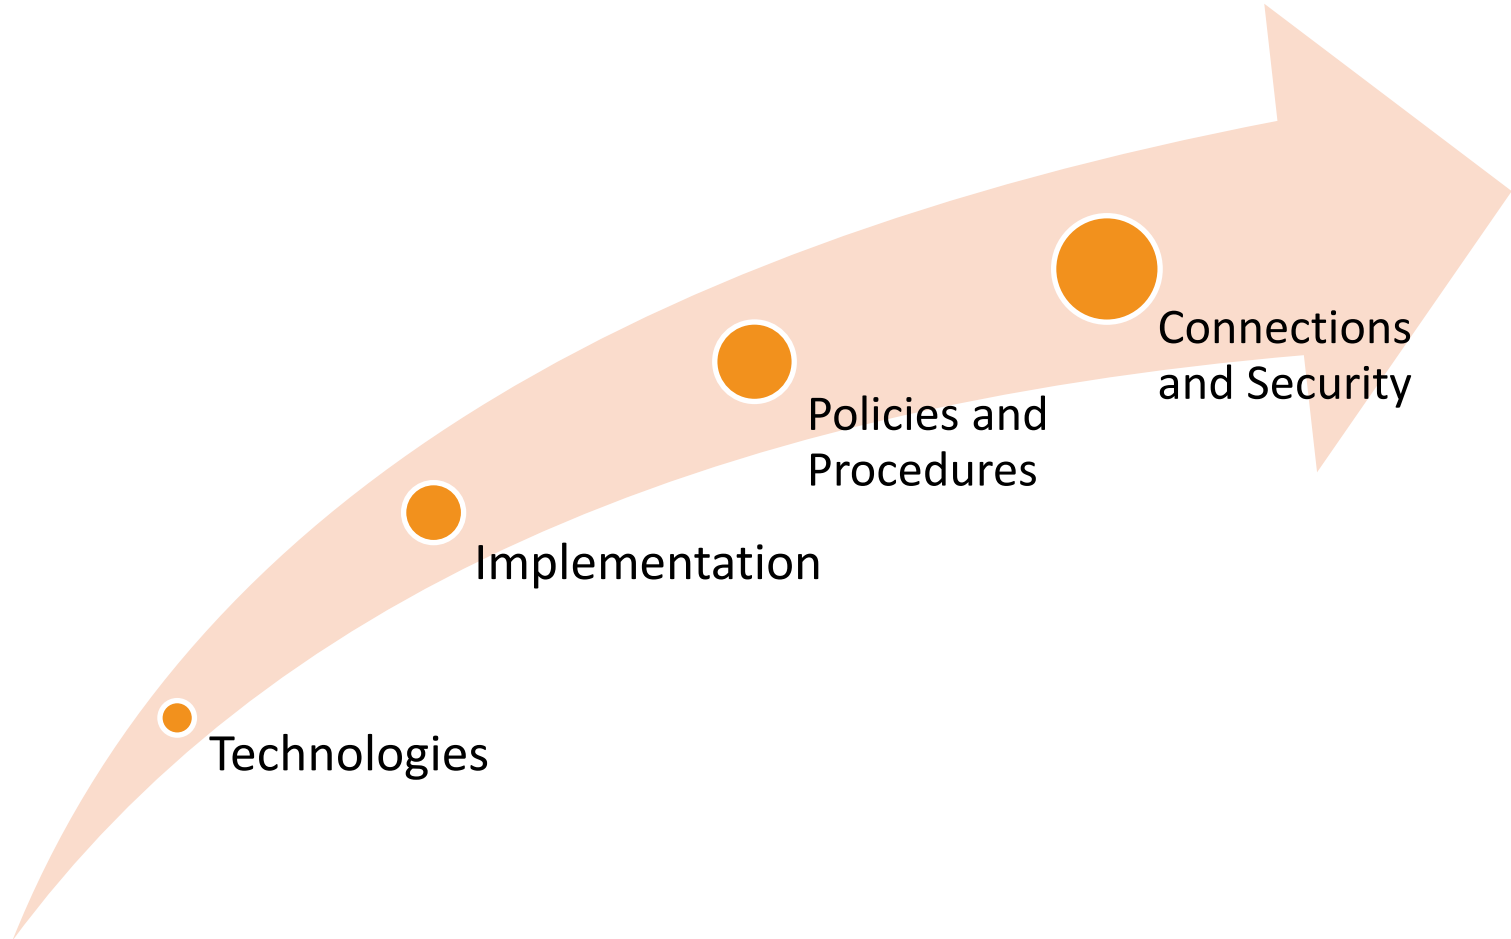 Connections
and Security
Policies and
Procedures
Implementation
Technologies